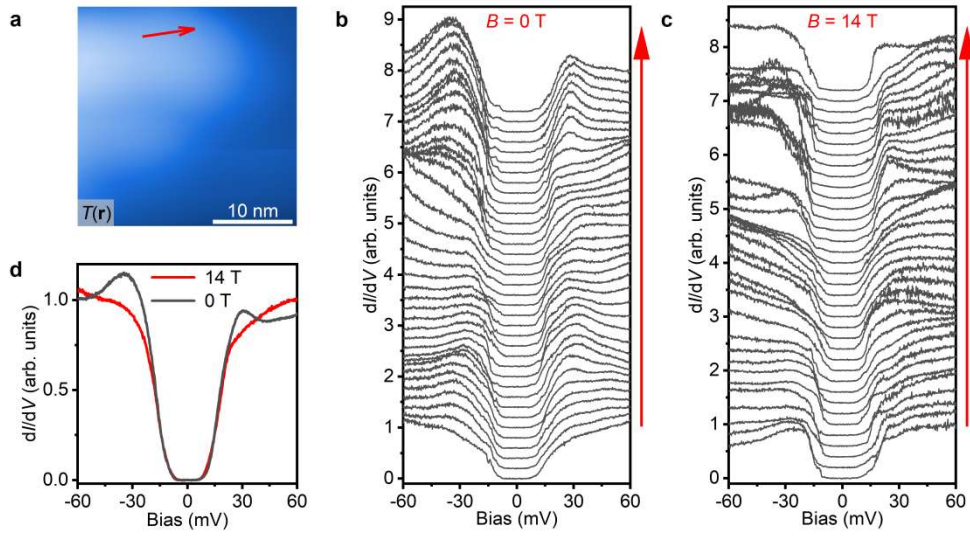 a
T(r)
10 nm
b
B = 0 T
9
8
7
6
5
4
3
2
1
0
dI/dV (arb. units)
-60 -30 0 30 60
Bias (mV)
c
B = 14 T
8
7
6
5
4
3
2
1
0
dI/dV (arb. units)
-60 -30 0 30 60
Bias (mV)
d
14 T
0 T
1.0
0.5
0.0
dI/dV (arb. units)
-60 -30 0 30 60
Bias (mV)